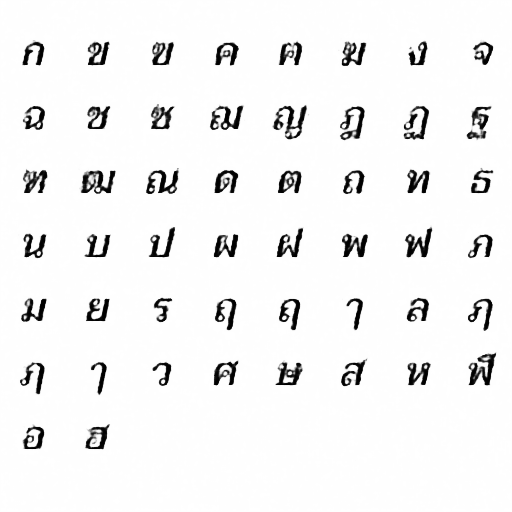 ก ข ฃ ค ฅ ฆ ง จ
ฉ ช ซ ฌ ญ ฎ ฏ ฐ
ฑ ฒ ณ ด ต ถ ท ธ
น บ ป ผ ฝ พ ฟ ภ
ม ย ร ฤ ฤ ๅ ล ฦ
ฦ ๅ ว ศ ษ ส ห ฬ
อ ฮ